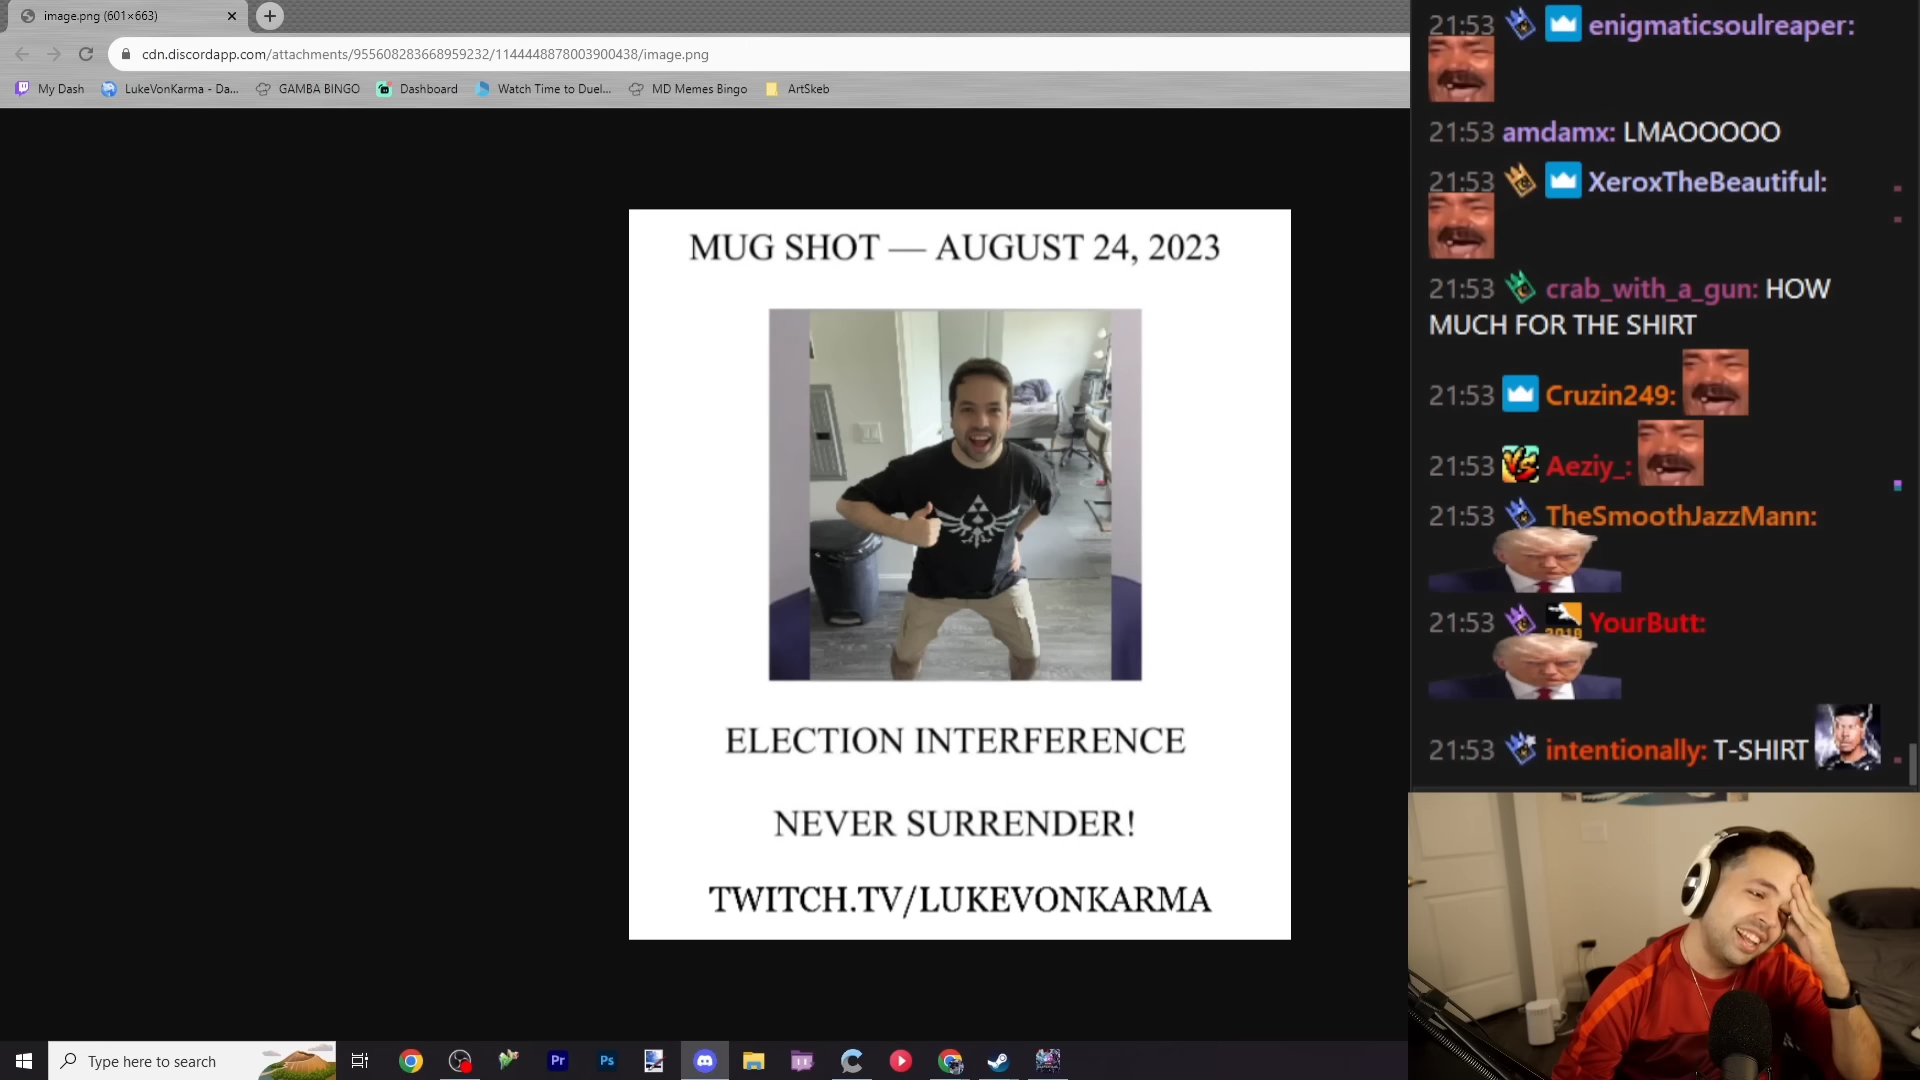 image.png (601×663)
cdn.discordapp.com/attachments/955608283668959232/1144448878003900438/image.png
My Dash
LukeVonKarma - Da...
GAMBA BINGO
Dashboard
Watch Time to Duel...
MD Memes Bingo
ArtSkeb
MUG SHOT — AUGUST 24, 2023
ELECTION INTERFERENCE
NEVER SURRENDER!
TWITCH.TV/LUKEVONKARMA
21:53 enigmaticsoulreaper:
21:53 amdamx: LMAOOOOO
21:53 XeroxTheBeautiful:
21:53 crab_with_a_gun: HOW
MUCH FOR THE SHIRT
21:53 Cruzin249:
21:53 VS Aeziy_:
21:53 TheSmoothJazzMann:
21:53 2018 YourButt:
21:53 intentionally: T-SHIRT
Type here to search
Pr
Ps